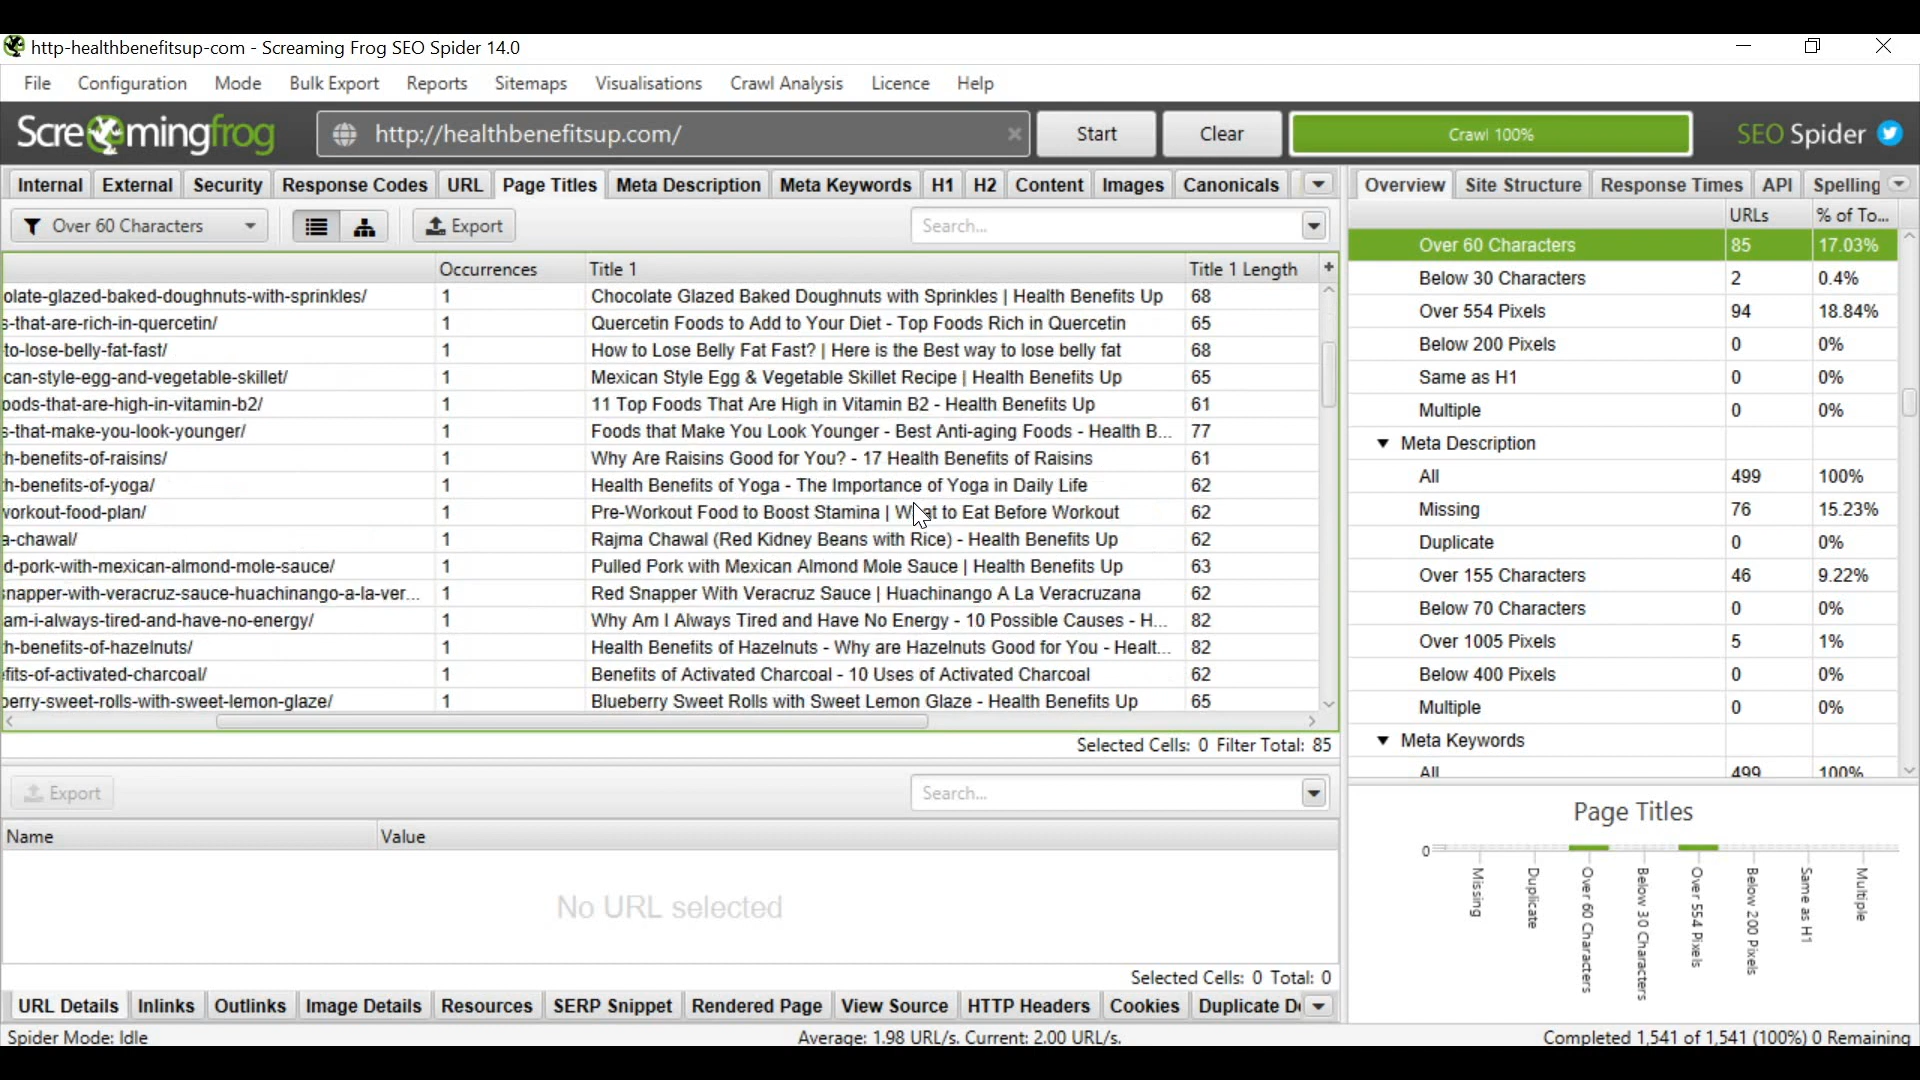 http-healthbenefitsup-com - Screaming Frog SEO Spider 14.0
File Configuration Mode Bulk Export Reports Sitemaps Visualisations Crawl Analysis Licence Help
Screamingfrog http://healthbenefitsup.com/ Start Clear Crawl 100% SEO Spider
Internal External Security Response Codes URL Page Titles Meta Description Meta Keywords H1 H2 Content Images Canonicals
Over 60 Characters Export Search...
Occurrences Title 1 Title 1 Length +
olate-glazed-baked-doughnuts-with-sprinkles/ 1 Chocolate Glazed Baked Doughnuts with Sprinkles | Health Benefits Up 68
s-that-are-rich-in-quercetin/ 1 Quercetin Foods to Add to Your Diet - Top Foods Rich in Quercetin 65
to-lose-belly-fat-fast/ 1 How to Lose Belly Fat Fast? | Here is the Best way to lose belly fat 68
can-style-egg-and-vegetable-skillet/ 1 Mexican Style Egg & Vegetable Skillet Recipe | Health Benefits Up 65
oods-that-are-high-in-vitamin-b2/ 1 11 Top Foods That Are High in Vitamin B2 - Health Benefits Up 61
s-that-make-you-look-younger/ 1 Foods that Make You Look Younger - Best Anti-aging Foods - Health B... 77
h-benefits-of-raisins/ 1 Why Are Raisins Good for You? - 17 Health Benefits of Raisins 61
h-benefits-of-yoga/ 1 Health Benefits of Yoga - The Importance of Yoga in Daily Life 62
workout-food-plan/ 1 Pre-Workout Food to Boost Stamina | What to Eat Before Workout 62
a-chawal/ 1 Rajma Chawal (Red Kidney Beans with Rice) - Health Benefits Up 62
d-pork-with-mexican-almond-mole-sauce/ 1 Pulled Pork with Mexican Almond Mole Sauce | Health Benefits Up 63
snapper-with-veracruz-sauce-huachinango-a-la-ver... 1 Red Snapper With Veracruz Sauce | Huachinango A La Veracruzana 62
am-i-always-tired-and-have-no-energy/ 1 Why Am I Always Tired and Have No Energy - 10 Possible Causes - H... 82
h-benefits-of-hazelnuts/ 1 Health Benefits of Hazelnuts - Why are Hazelnuts Good for You - Healt... 82
fits-of-activated-charcoal/ 1 Benefits of Activated Charcoal - 10 Uses of Activated Charcoal 62
berry-sweet-rolls-with-sweet-lemon-glaze/ 1 Blueberry Sweet Rolls with Sweet Lemon Glaze - Health Benefits Up 65
Selected Cells: 0 Filter Total: 85
Export Search...
Name Value
No URL selected
Selected Cells: 0 Total: 0
URL Details Inlinks Outlinks Image Details Resources SERP Snippet Rendered Page View Source HTTP Headers Cookies Duplicate D
Overview Site Structure Response Times API Spelling
URLs % of To...
Over 60 Characters 85 17.03%
Below 30 Characters 2 0.4%
Over 554 Pixels 94 18.84%
Below 200 Pixels 0 0%
Same as H1 0 0%
Multiple 0 0%
Meta Description
All 499 100%
Missing 76 15.23%
Duplicate 0 0%
Over 155 Characters 46 9.22%
Below 70 Characters 0 0%
Over 1005 Pixels 5 1%
Below 400 Pixels 0 0%
Multiple 0 0%
Meta Keywords
All 499 100%
Page Titles
0
Missing
Duplicate
Over 60 Characters
Below 30 Characters
Over 554 Pixels
Below 200 Pixels
Same as H1
Multiple
Spider Mode: Idle Average: 1.98 URL/s. Current: 2.00 URL/s. Completed 1,541 of 1,541 (100%) 0 Remaining